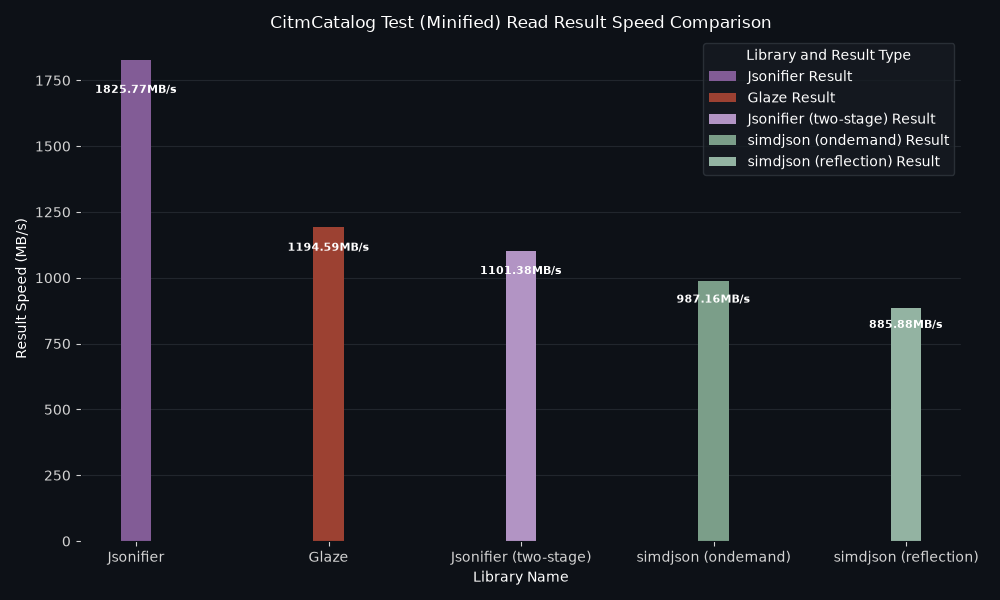 CitmCatalog Test (Minified) Read Result Speed Comparison
Library and Result Type
Jsonifier Result
Glaze Result
Jsonifier (two-stage) Result
simdjson (ondemand) Result
simdjson (reflection) Result
Result Speed (MB/s)
1750
1500
1250
1000
750
500
250
0
1825.77MB/s
1194.59MB/s
1101.38MB/s
987.16MB/s
885.88MB/s
Jsonifier
Glaze
Jsonifier (two-stage)
simdjson (ondemand)
simdjson (reflection)
Library Name